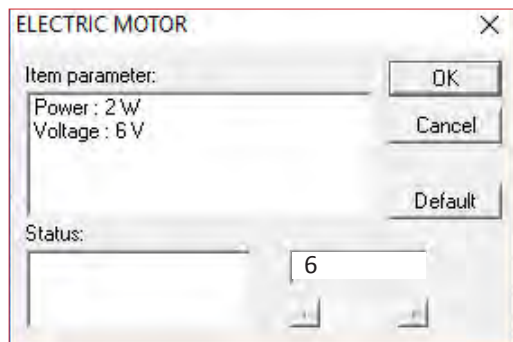 ELECTRIC MOTOR
Item parameter:
OK
Power : 2 W
Voltage : 6 V
Cancel
Default
Status:
6